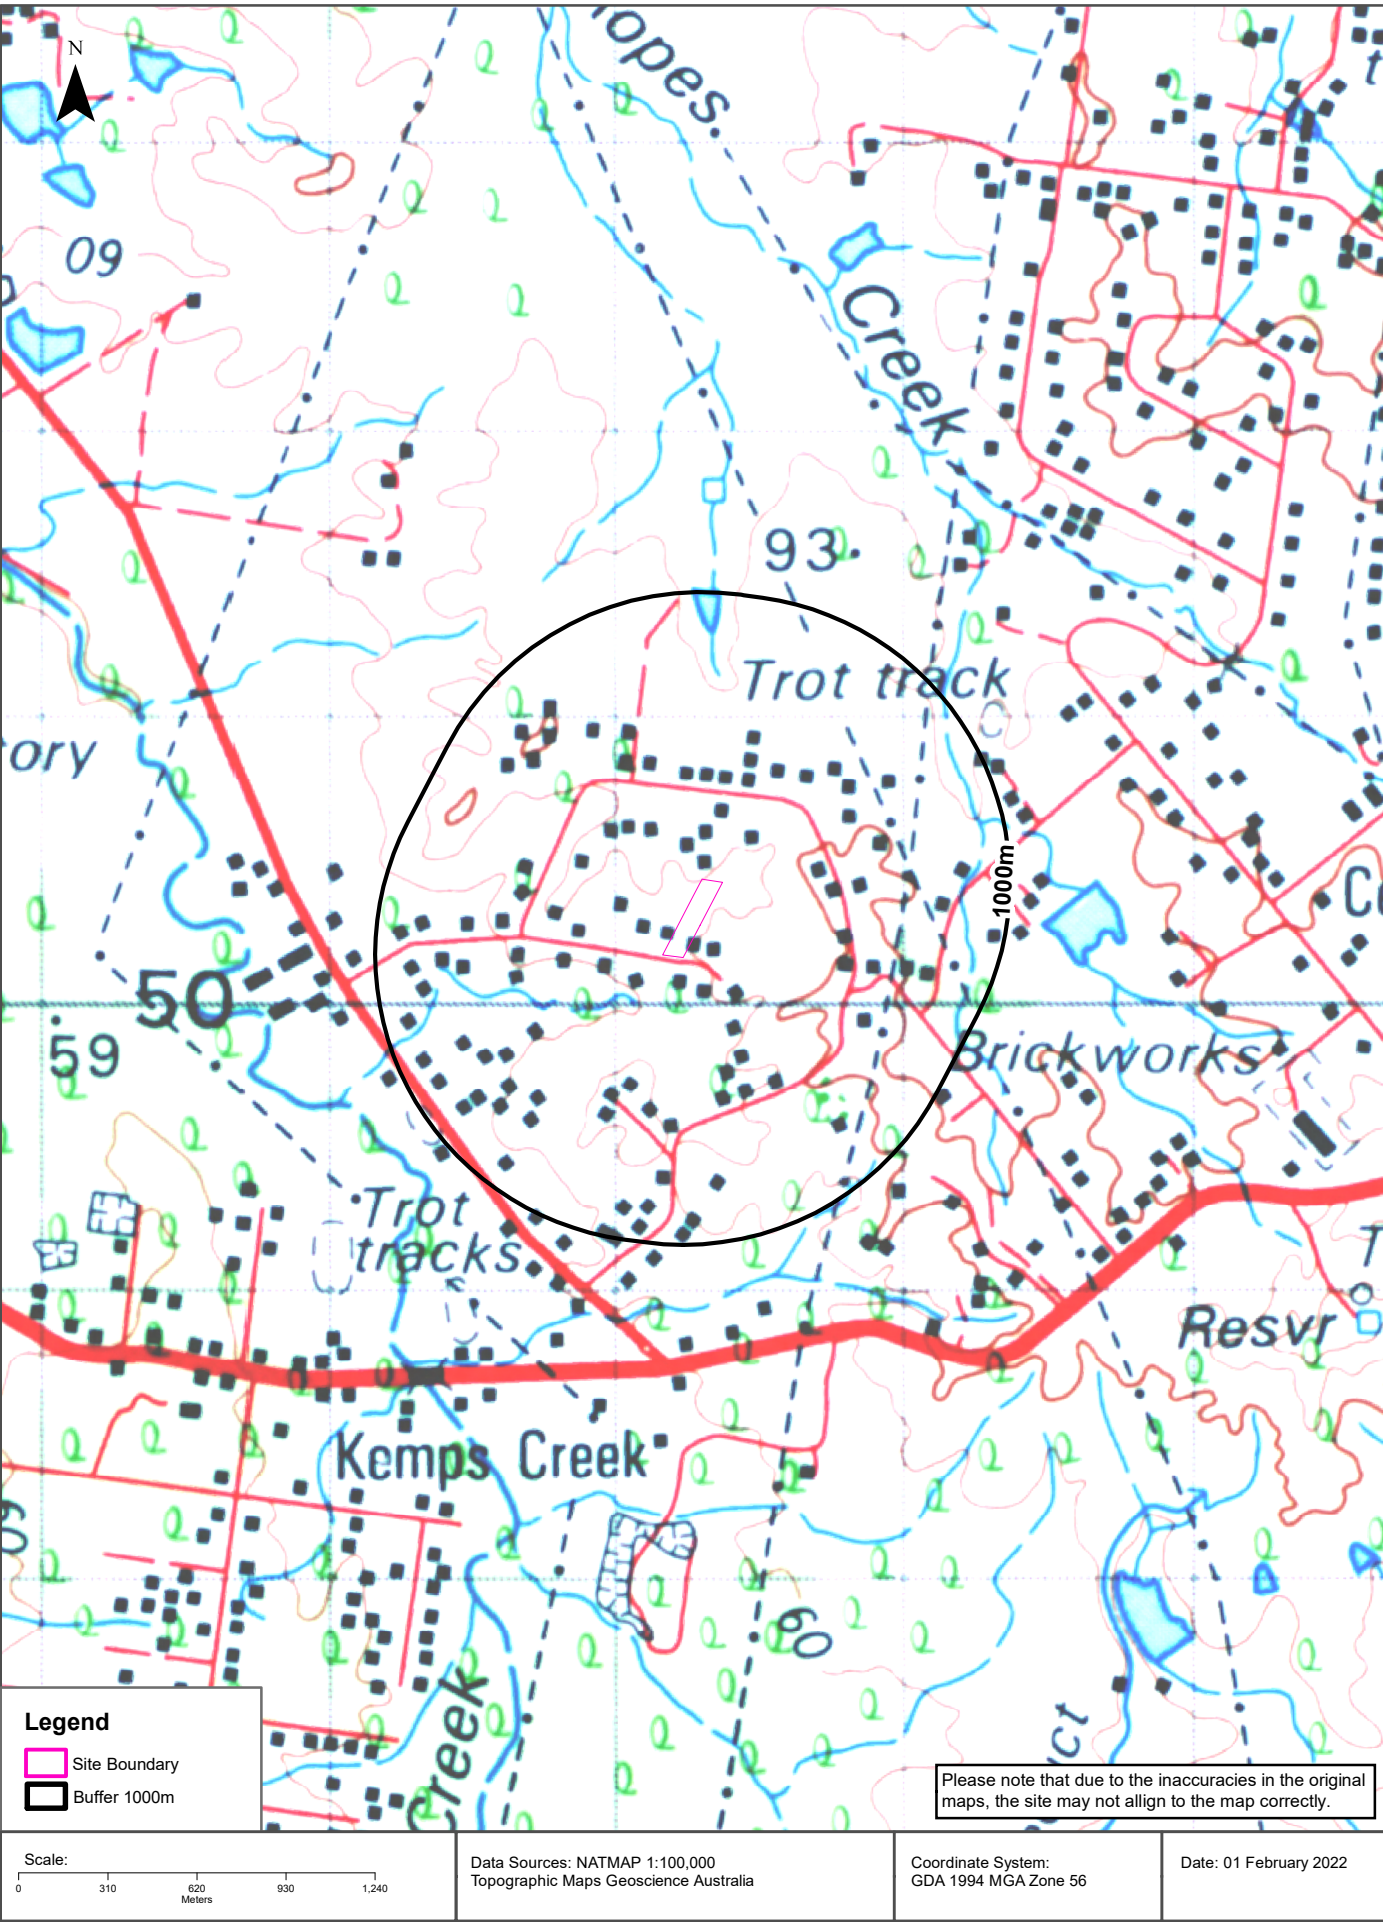 N
opes
t
09
Creek
93
Trot track
ory
1000m
50
59
Brickworks
Trot
tracks
Resvr
T
Kemps Creek
60
Creek
uct
Legend
Site Boundary
Buffer 1000m
Please note that due to the inaccuracies in the original
maps, the site may not allign to the map correctly.
Scale:
0 310 620 930 1,240
Meters
Data Sources: NATMAP 1:100,000
Topographic Maps Geoscience Australia
Coordinate System:
GDA 1994 MGA Zone 56
Date: 01 February 2022